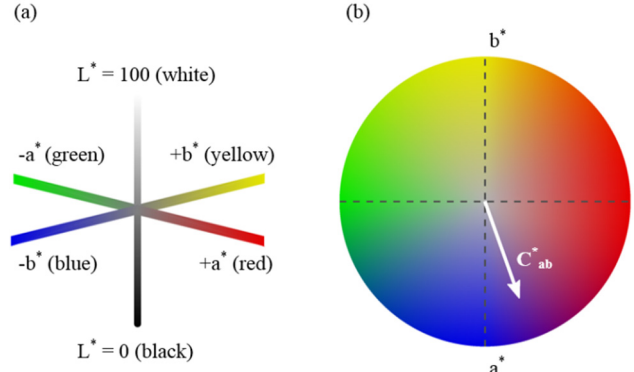 (a)
L* = 100 (white)
-a* (green)
+b* (yellow)
-b* (blue)
+a* (red)
L* = 0 (black)
(b)
b*
C*ab
a*